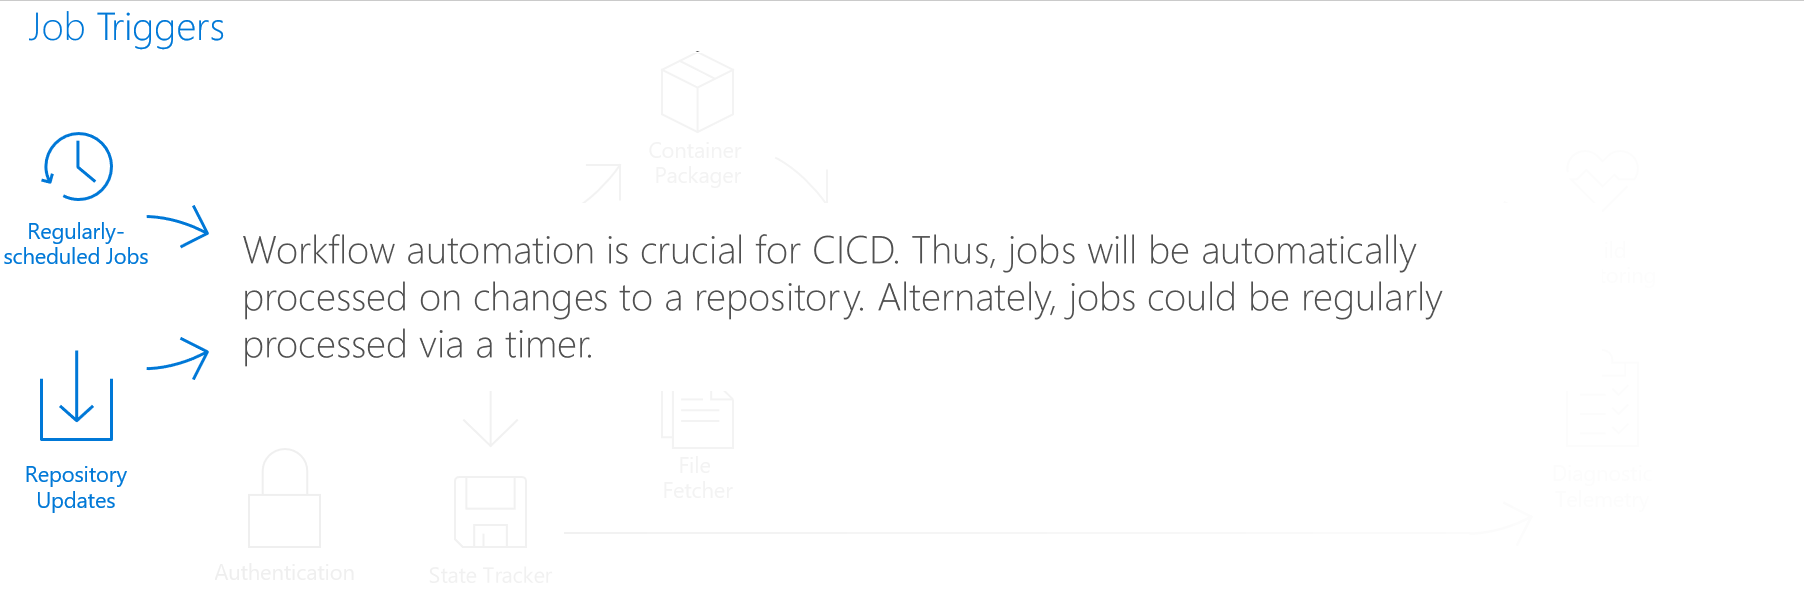 Job Triggers
Container
Packager
Regularly-
scheduled Jobs
Workflow automation is crucial for CICD. Thus, jobs will be automatically
processed on changes to a repository. Alternately, jobs could be regularly
processed via a timer.
Repository
Updates
File
Fetcher
Diagnostic
Telemetry
Authentication
State Tracker